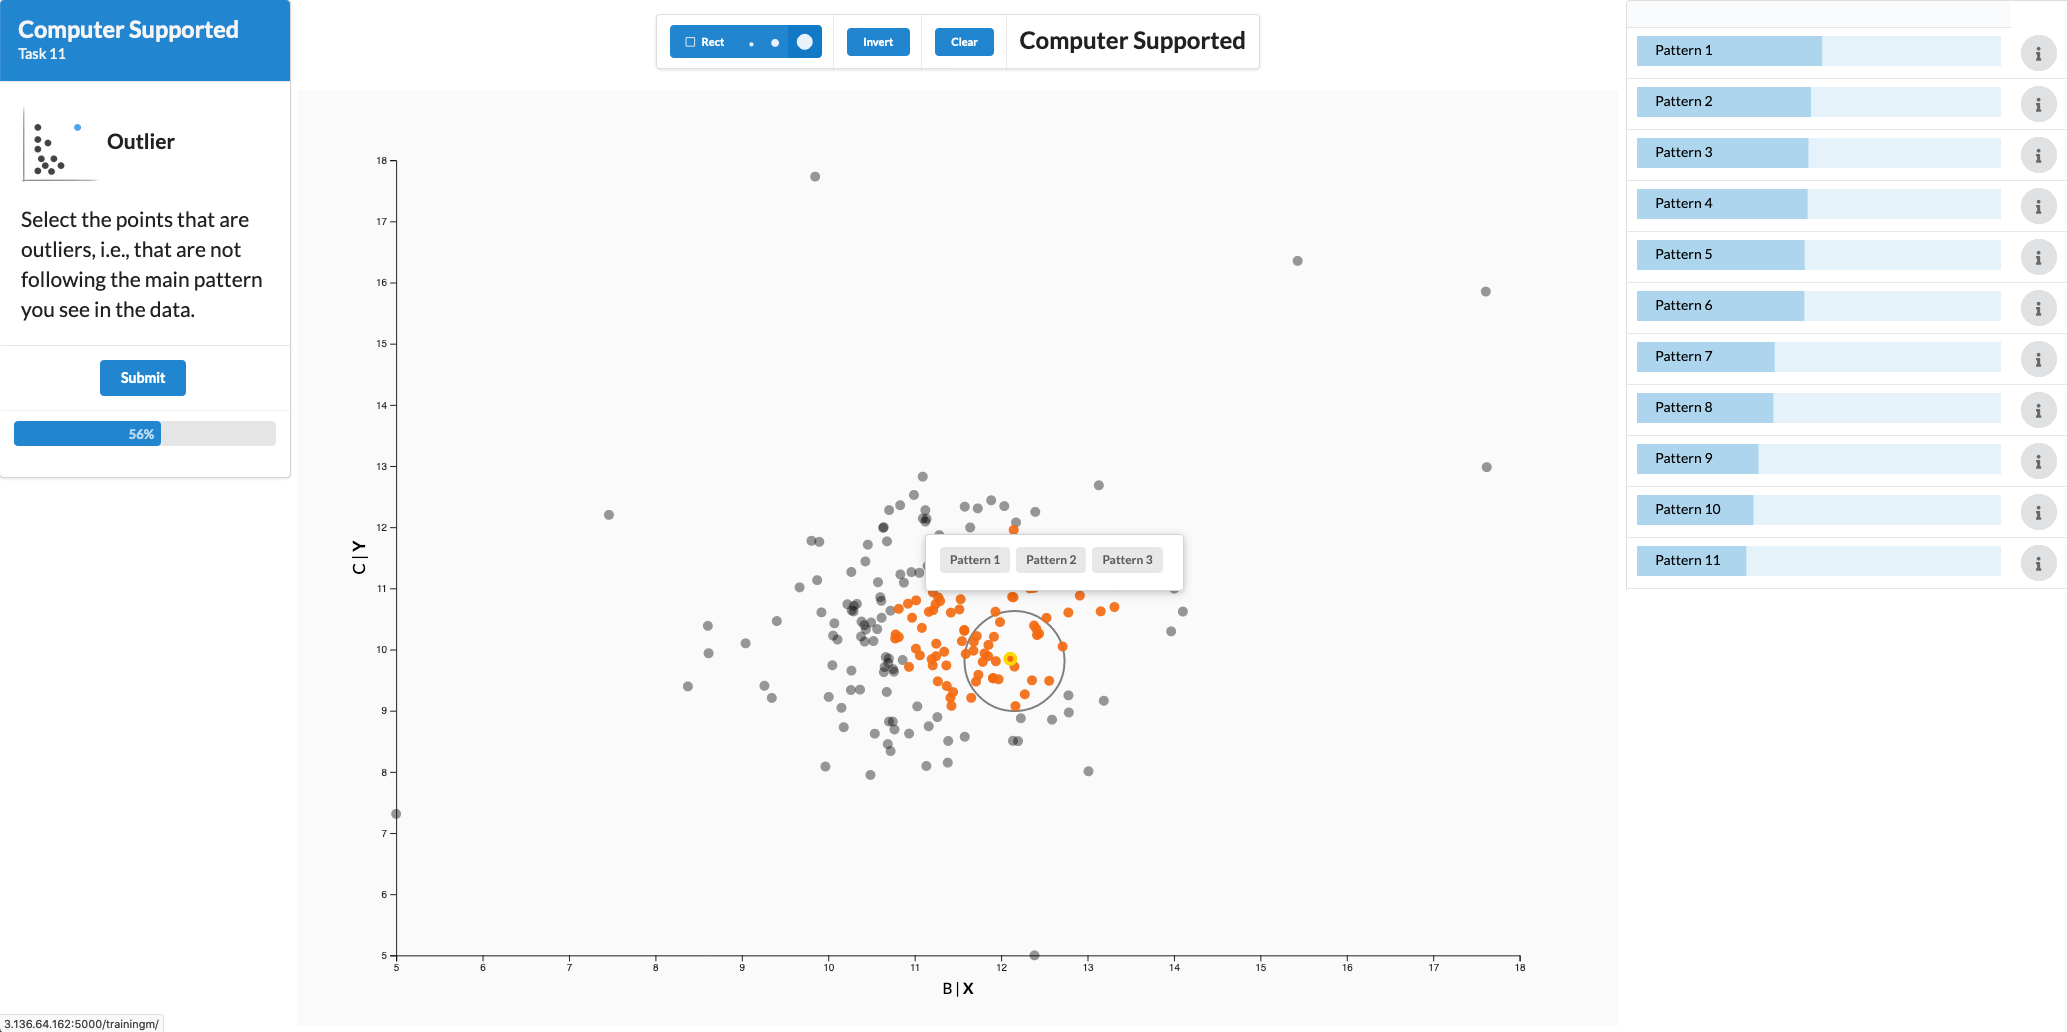 Computer Supported
Task 11
Outlier
Select the points that are
outliers, i.e., that are not
following the main pattern
you see in the data.
Submit
56%
Rect
Invert
Clear
Computer Supported
18
17
16
15
14
13
12
11
10
9
8
7
6
5
C|Y
Pattern 1 Pattern 2 Pattern 3
5 6 7 8 9 10 11 12 13 14 15 16 17 18
B|X
Pattern 1
Pattern 2
Pattern 3
Pattern 4
Pattern 5
Pattern 6
Pattern 7
Pattern 8
Pattern 9
Pattern 10
Pattern 11
3.136.64.162:5000/trainingm/